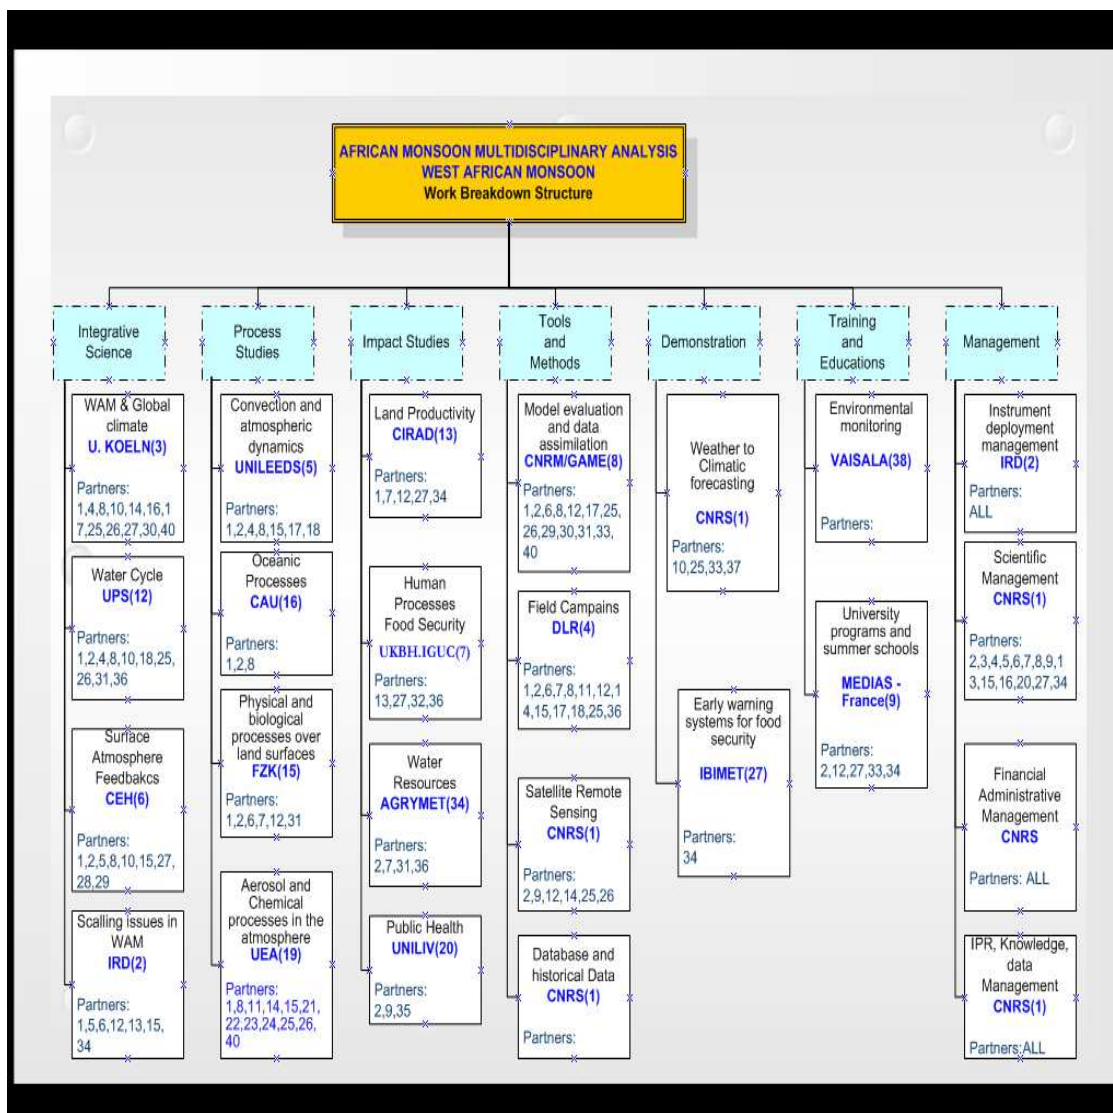 AFRICAN MONSOON MULTIDISCIPLINARY ANALYSIS
WEST AFRICAN MONSOON
Work Breakdown Structure
Integrative
Science
Process
Studies
Impact Studies
Tools
and
Methods
Demonstration
Training
and
Educations
Management
WAM & Global
climate
U. KOELN(3)
Partners:
1,4,8,10,14,16,1
7,25,26,27,30,40
Water Cycle
UPS(12)
Partners:
1,2,4,8,10,18,25,
26,31,36
Surface
Atmosphere
Feedbakcs
CEH(6)
Partners:
1,2,5,8,10,15,27,
28,29
Scalling issues in
WAM
IRD(2)
Partners:
1,5,6,12,13,15,
34
Convection and
atmospheric
dynamics
UNILEEDS(5)
Partners:
1,2,4,8,15,17,18
Oceanic
Processes
CAU(16)
Partners:
1,2,8
Physical and
biological
processes over
land surfaces
FZK(15)
Partners:
1,2,6,7,12,31
Aerosol and
Chemical
processes in the
atmosphere
UEA(19)
Partners:
1,8,11,14,15,21,
22,23,24,25,26,
40
Land Productivity
CIRAD(13)
Partners:
1,7,12,27,34
Human
Processes
Food Security
UKBH.IGUC(7)
Partners:
13,27,32,36
Water
Resources
AGRYMET(34)
Partners:
2,7,31,36
Public Health
UNILIV(20)
Partners:
2,9,35
Model evaluation
and data
assimilation
CNRM/GAME(8)
Partners:
1,2,6,8,12,17,25,
26,29,30,31,33,
40
Field Campains
DLR(4)
Partners:
1,2,6,7,8,11,12,1
4,15,17,18,25,36
Satellite Remote
Sensing
CNRS(1)
Partners:
2,9,12,14,25,26
Database and
historical Data
CNRS(1)
Partners:
Weather to
Climatic
forecasting
CNRS(1)
Partners:
10,25,33,37
Early warning
systems for food
security
IBIMET(27)
Partners:
34
Environmental
monitoring
VAISALA(38)
Partners:
University
programs and
summer schools
MEDIAS -
France(9)
Partners:
2,12,27,33,34
Instrument
deployment
management
IRD(2)
Partners:
ALL
Scientific
Management
CNRS(1)
Partners:
2,3,4,5,6,7,8,9,1
3,15,16,20,27,34
Financial
Administrative
Management
CNRS
Partners: ALL
IPR, Knowledge,
data
Management
CNRS(1)
Partners:ALL